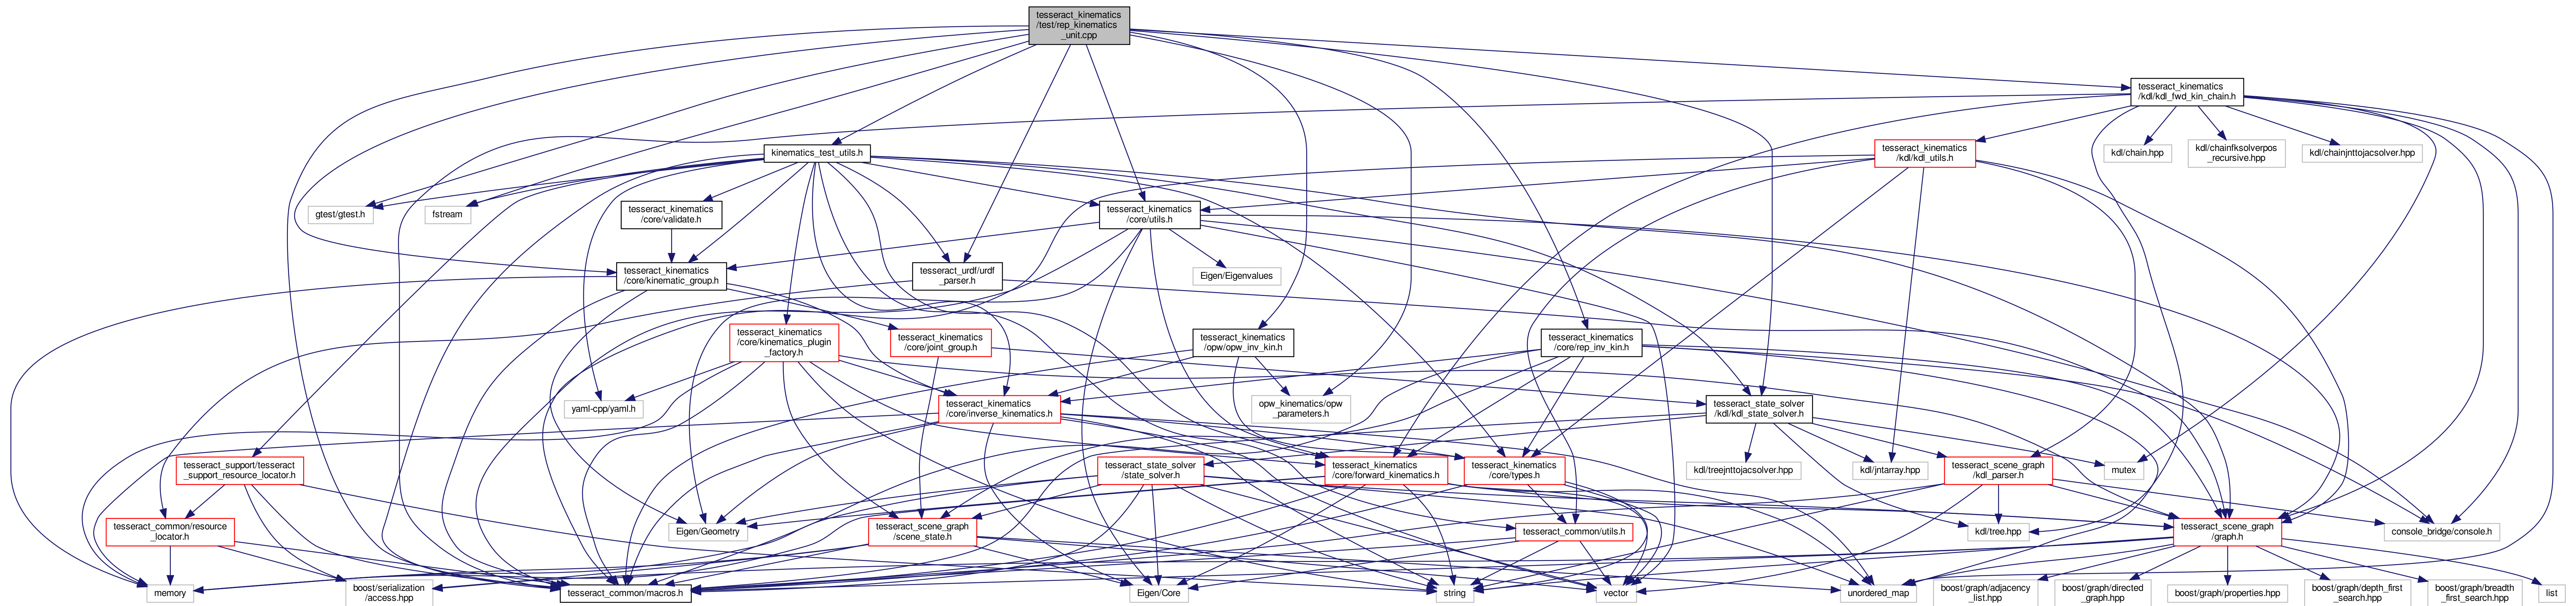 tesseract_kinematics
/test/rep_kinematics
_unit.cpp
tesseract_kinematics
/kdl/kdl_fwd_kin_chain.h
kinematics_test_utils.h
tesseract_kinematics
/kdl/kdl_utils.h
kdl/chain.hpp
kdl/chainfksolverpos
_recursive.hpp
kdl/chainjnttojacsolver.hpp
gtest/gtest.h
fstream
tesseract_kinematics
/core/validate.h
tesseract_kinematics
/core/utils.h
tesseract_kinematics
/core/kinematic_group.h
tesseract_urdf/urdf
_parser.h
Eigen/Eigenvalues
tesseract_kinematics
/core/kinematics_plugin
_factory.h
tesseract_kinematics
/core/joint_group.h
tesseract_kinematics
/opw/opw_inv_kin.h
tesseract_kinematics
/core/rep_inv_kin.h
yaml-cpp/yaml.h
tesseract_kinematics
/core/inverse_kinematics.h
opw_kinematics/opw
_parameters.h
tesseract_state_solver
/kdl/kdl_state_solver.h
tesseract_support/tesseract
_support_resource_locator.h
tesseract_state_solver
/state_solver.h
tesseract_kinematics
/core/forward_kinematics.h
tesseract_kinematics
/core/types.h
kdl/treejnttojacsolver.hpp
kdl/jntarray.hpp
tesseract_scene_graph
/kdl_parser.h
mutex
tesseract_common/resource
_locator.h
Eigen/Geometry
tesseract_scene_graph
/scene_state.h
tesseract_common/utils.h
kdl/tree.hpp
tesseract_scene_graph
/graph.h
console_bridge/console.h
memory
boost/serialization
/access.hpp
tesseract_common/macros.h
Eigen/Core
string
vector
unordered_map
boost/graph/adjacency
_list.hpp
boost/graph/directed
_graph.hpp
boost/graph/properties.hpp
boost/graph/depth_first
_search.hpp
boost/graph/breadth
_first_search.hpp
list